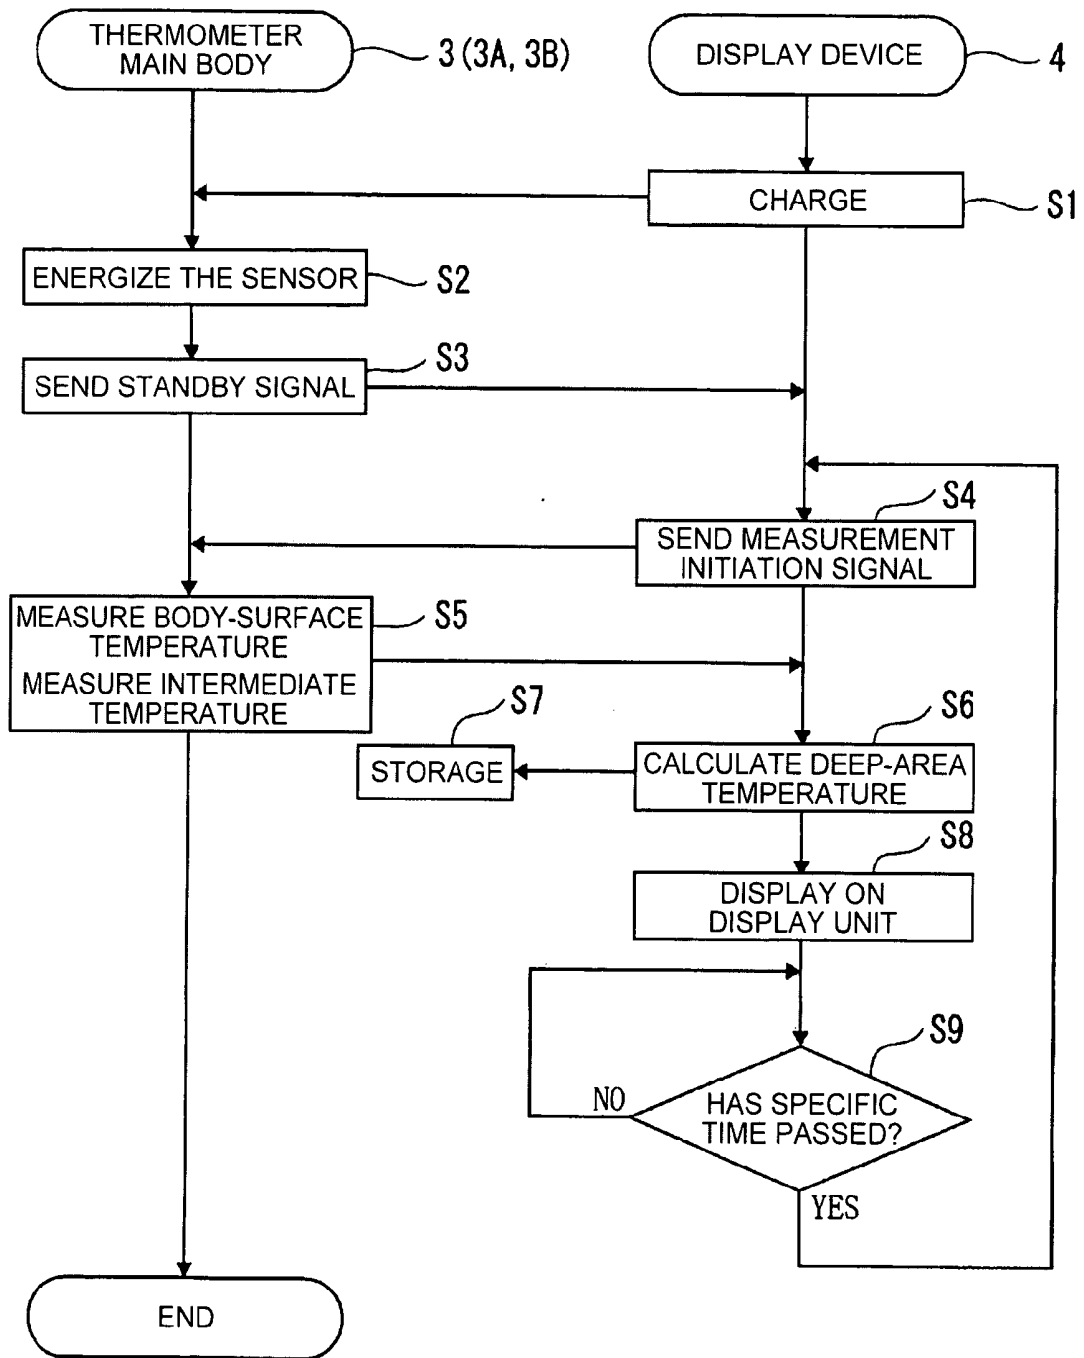 THERMOMETER
MAIN BODY
3 (3A, 3B)
DISPLAY DEVICE
4
CHARGE
S1
ENERGIZE THE SENSOR
S2
SEND STANDBY SIGNAL
S3
SEND MEASUREMENT
INITIATION SIGNAL
S4
MEASURE BODY-SURFACE
TEMPERATURE
MEASURE INTERMEDIATE
TEMPERATURE
S5
CALCULATE DEEP-AREA
TEMPERATURE
S6
STORAGE
S7
DISPLAY ON
DISPLAY UNIT
S8
HAS SPECIFIC
TIME PASSED?
S9
NO
YES
END